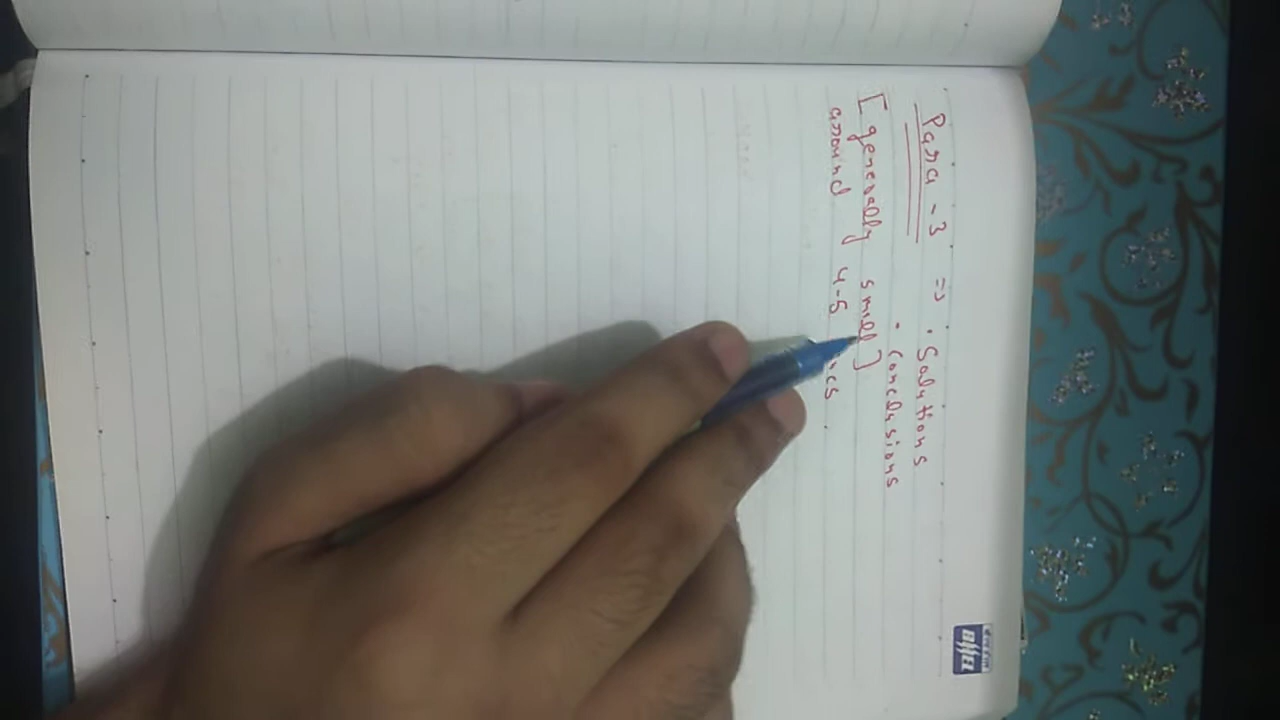 Para - 3 => · Solutions
· Conclusions
[ generally small ]
around 4-5